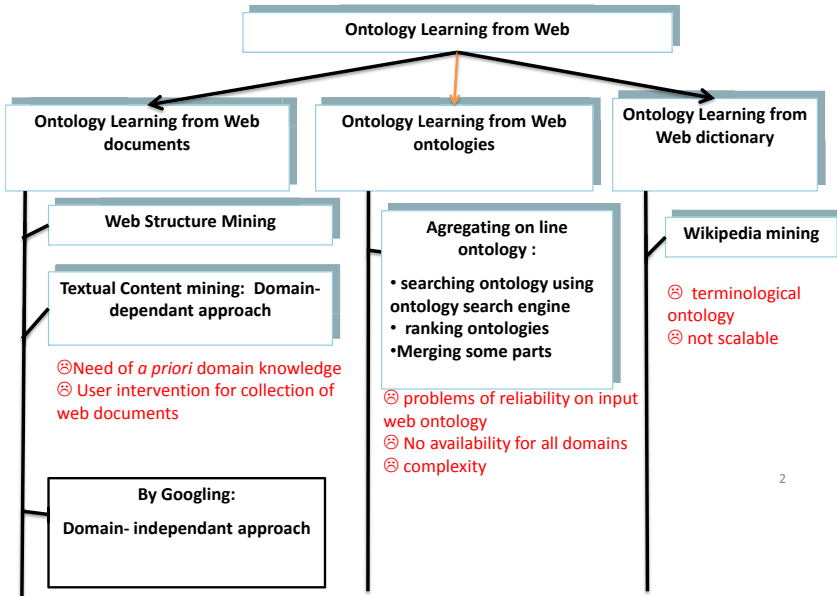 Ontology Learning from Web
Ontology Learning from Web
documents
Web Structure Mining
Textual Content mining:  Domain-
dependant approach
☹Need of a priori domain knowledge
☹ User intervention for collection of
web documents
By Googling:
Domain- independant approach
Ontology Learning from Web
ontologies
Agregating on line
ontology :
• searching ontology using
ontology search engine
•  ranking ontologies
•Merging some parts
☹ problems of reliability on input
web ontology
☹ No availability for all domains
☹ complexity
Ontology Learning from
Web dictionary
Wikipedia mining
☹  terminological
ontology
☹ not scalable
2